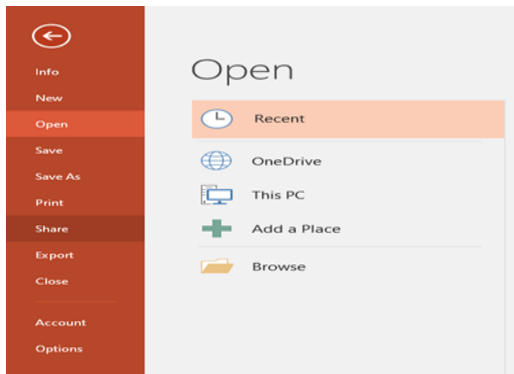 Info
New
Open
Save
Save As
Print
Share
Export
Close
Account
Options
Open
Recent
OneDrive
This PC
Add a Place
Browse